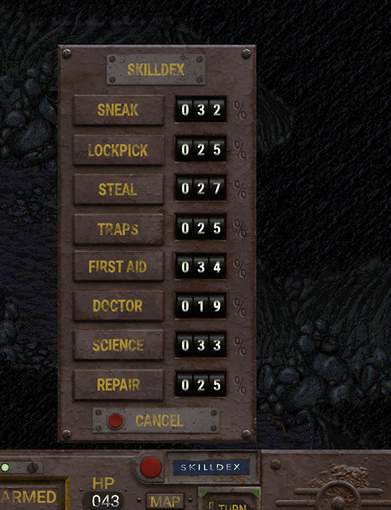 SKILLDEX
SNEAK 032 %
LOCKPICK 025 %
STEAL 027 %
TRAPS 025 %
FIRST AID 034 %
DOCTOR 019 %
SCIENCE 033 %
REPAIR 025 %
CANCEL
SKILLDEX
ARMED
HP
043
MAP
TURN